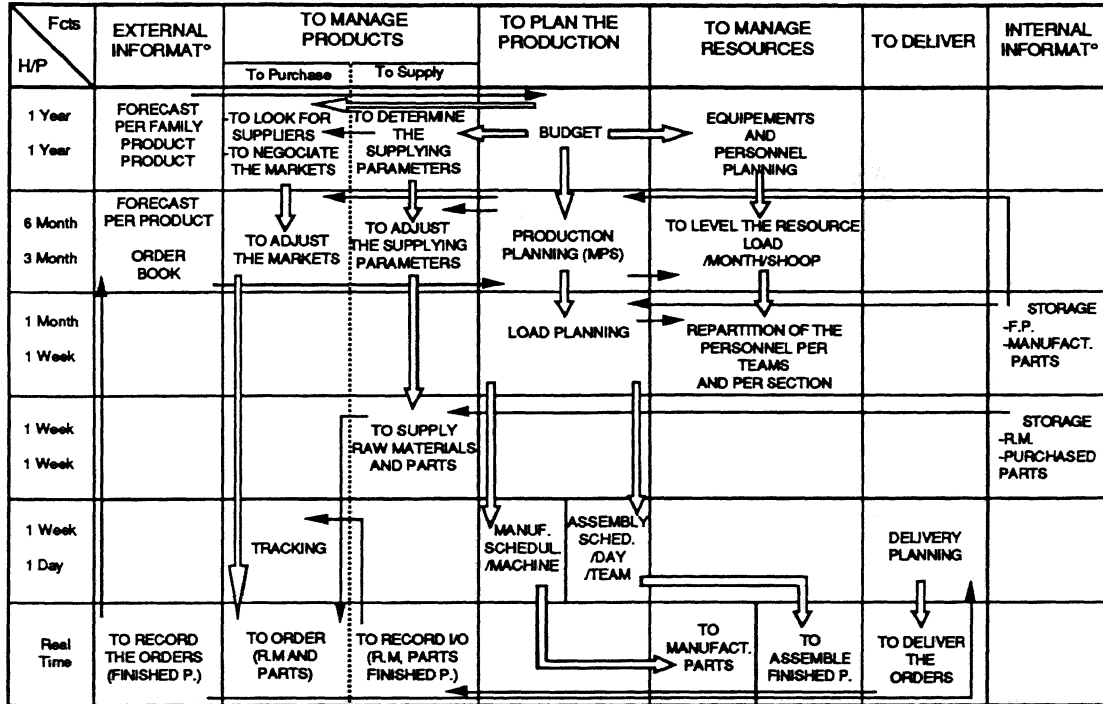 Fcts
H/P
EXTERNAL
INFORMAT°
TO MANAGE
PRODUCTS
To Purchase
To Supply
TO PLAN THE
PRODUCTION
TO MANAGE
RESOURCES
TO DELIVER
INTERNAL
INFORMAT°
1 Year
1 Year
FORECAST
PER FAMILY
PRODUCT
PRODUCT
-TO LOOK FOR
SUPPLIERS
-TO NEGOCIATE
THE MARKETS
TO DETERMINE
THE
SUPPLYING
PARAMETERS
BUDGET
EQUIPEMENTS
AND
PERSONNEL
PLANNING
6 Month
3 Month
FORECAST
PER PRODUCT
ORDER
BOOK
TO ADJUST
THE MARKETS
TO ADJUST
THE SUPPLYING
PARAMETERS
PRODUCTION
PLANNING (MPS)
TO LEVEL THE RESOURCE
LOAD
/MONTH/SHOOP
1 Month
1 Week
LOAD PLANNING
REPARTITION OF THE
PERSONNEL PER
TEAMS
AND PER SECTION
STORAGE
-F.P.
-MANUFACT.
PARTS
1 Week
1 Week
TO SUPPLY
RAW MATERIALS
AND PARTS
STORAGE
-R.M.
-PURCHASED
PARTS
1 Week
1 Day
TRACKING
MANUF.
SCHEDUL.
/MACHINE
ASSEMBLY
SCHED.
/DAY
/TEAM
DELIVERY
PLANNING
Real
Time
TO RECORD
THE ORDERS
(FINISHED P.)
TO ORDER
(R.M AND
PARTS)
TO RECORD I/O
(R.M, PARTS
FINISHED P.)
TO
MANUFACT.
PARTS
TO
ASSEMBLE
FINISHED P.
TO DELIVER
THE
ORDERS